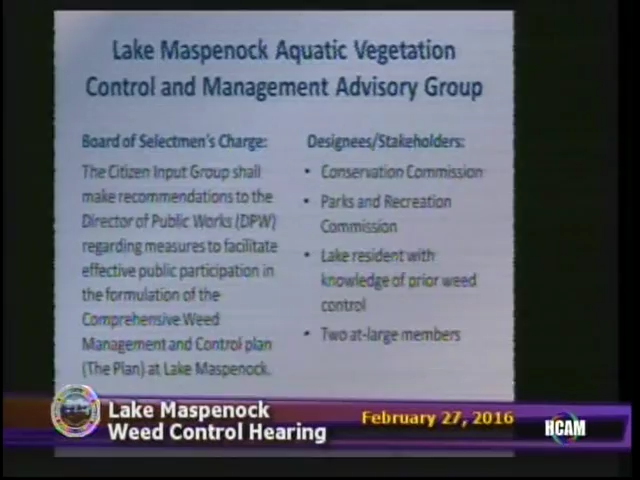 Lake Maspenock Aquatic Vegetation
Control and Management Advisory Group
Board of Selectmen's Charge:
The Citizen Input Group shall
make recommendations to the
Director of Public Works (DPW)
regarding measures to facilitate
effective public participation in
the formulation of the
Comprehensive Weed
Management and Control plan
(The Plan) at Lake Maspenock.
Designees/Stakeholders:
• Conservation Commission
• Parks and Recreation
Commission
• Lake resident with
knowledge of prior weed
control
• Two at-large members
Lake Maspenock
Weed Control Hearing
February 27, 2016
HCAM